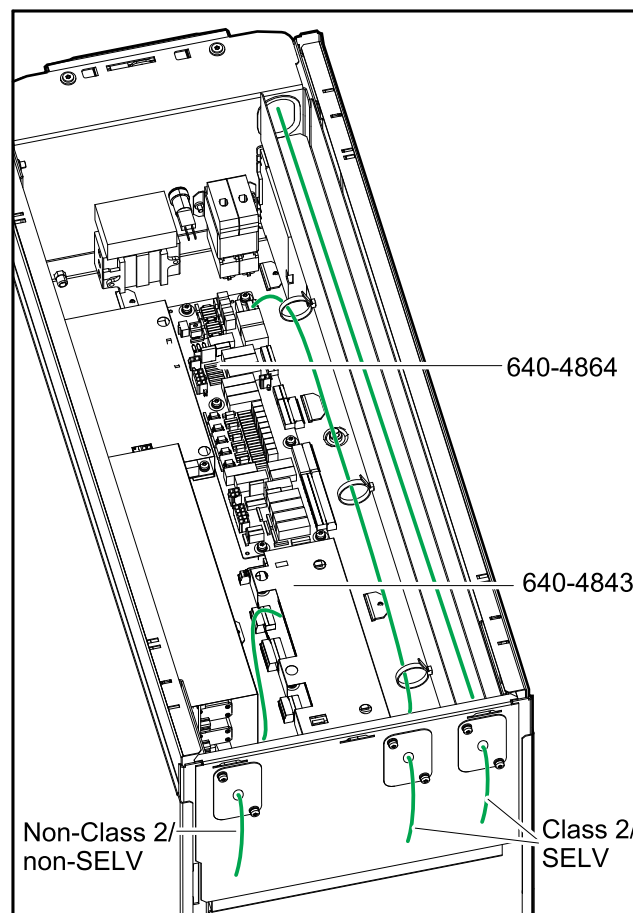 640-4864
640-4843
Non-Class 2/
non-SELV
Class 2/
SELV